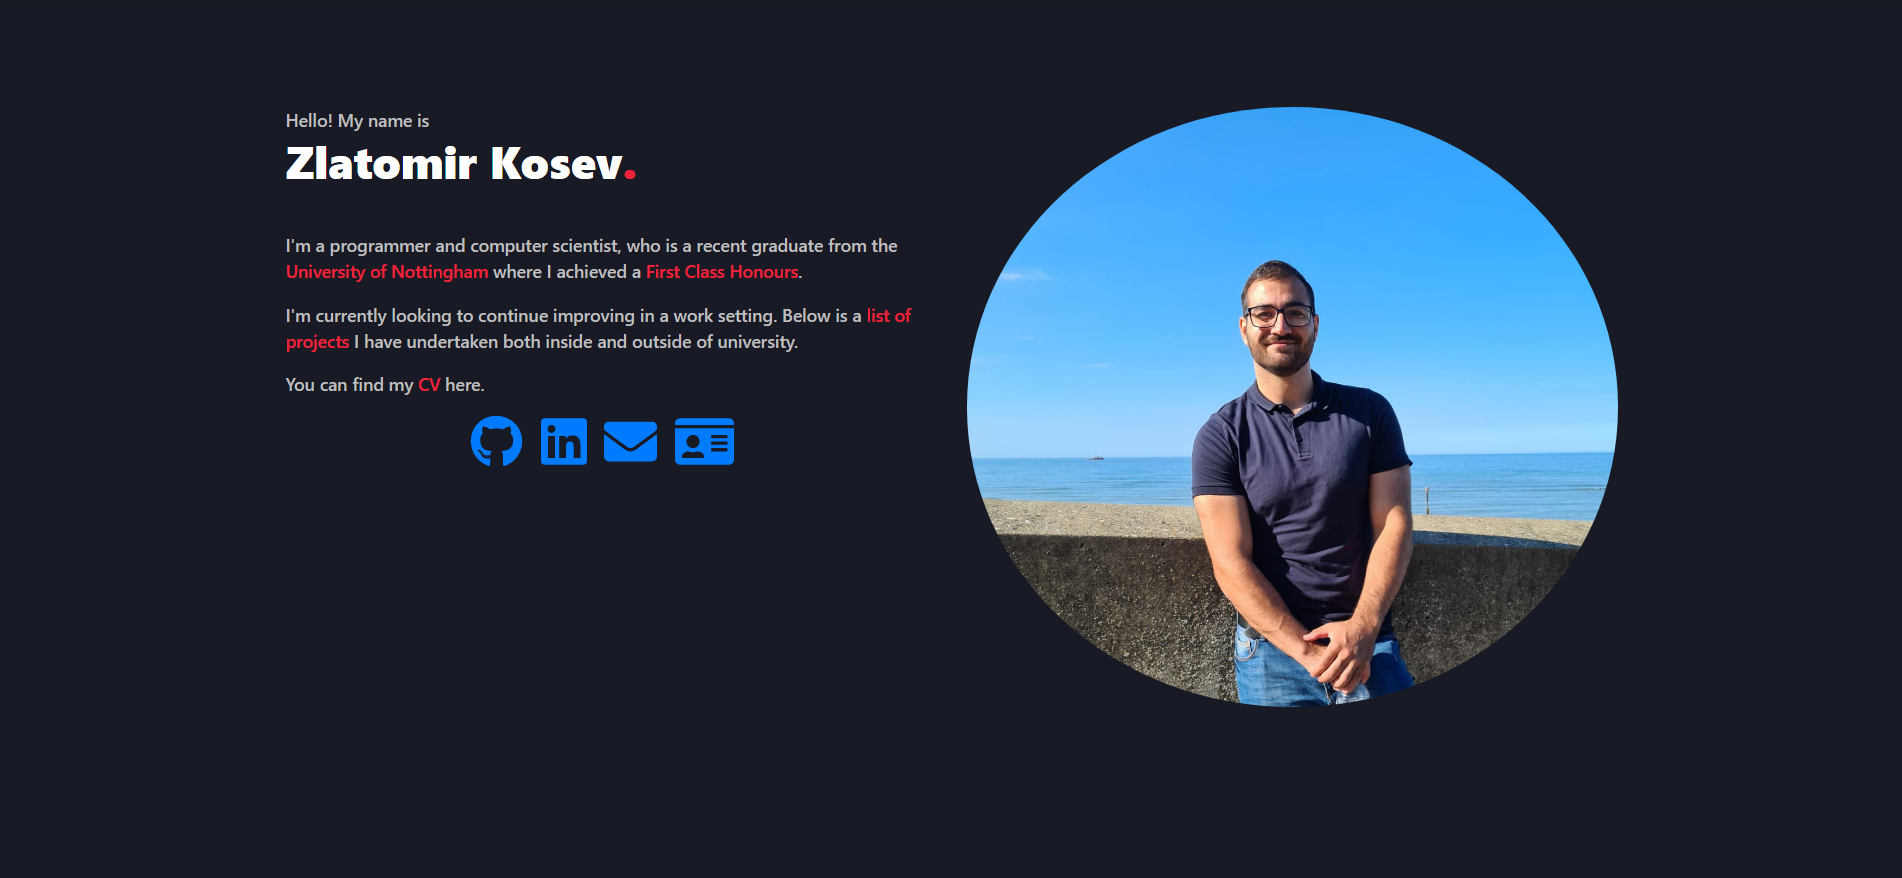 Hello! My name is
Zlatomir Kosev.
I'm a programmer and computer scientist, who is a recent graduate from the
University of Nottingham where I achieved a First Class Honours.
I'm currently looking to continue improving in a work setting. Below is a list of
projects I have undertaken both inside and outside of university.
You can find my CV here.
in